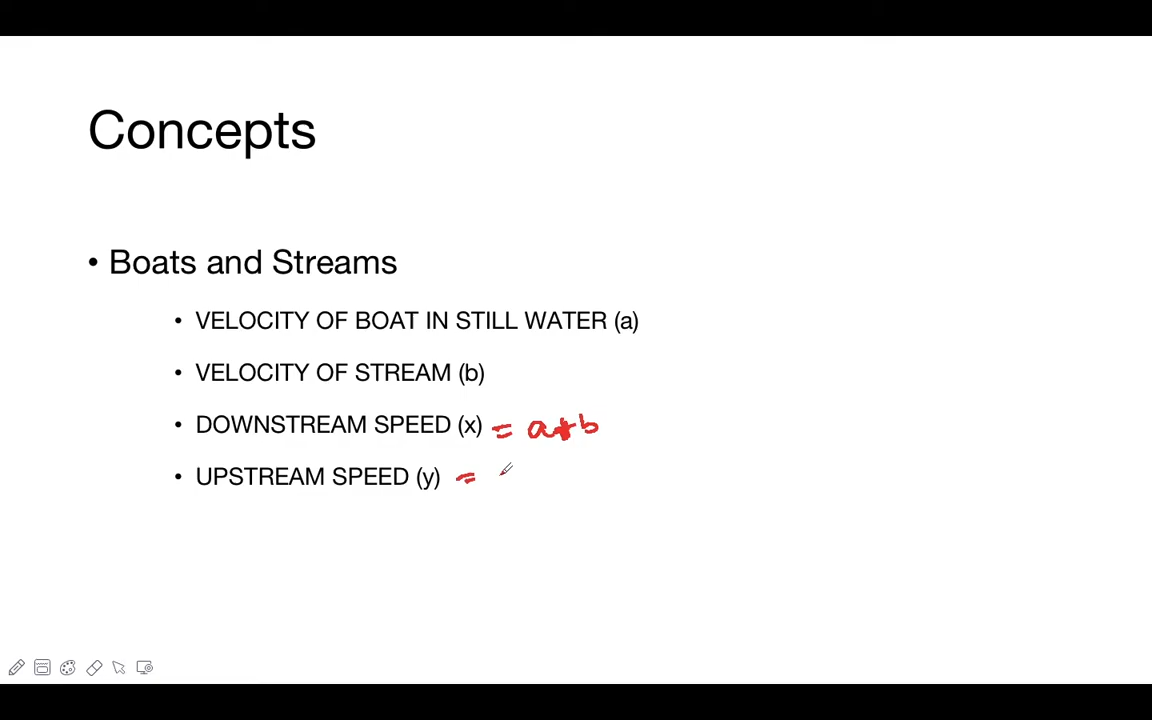 Concepts
• Boats and Streams
• VELOCITY OF BOAT IN STILL WATER (a)
• VELOCITY OF STREAM (b)
• DOWNSTREAM SPEED (x) = a+b
• UPSTREAM SPEED (y) =